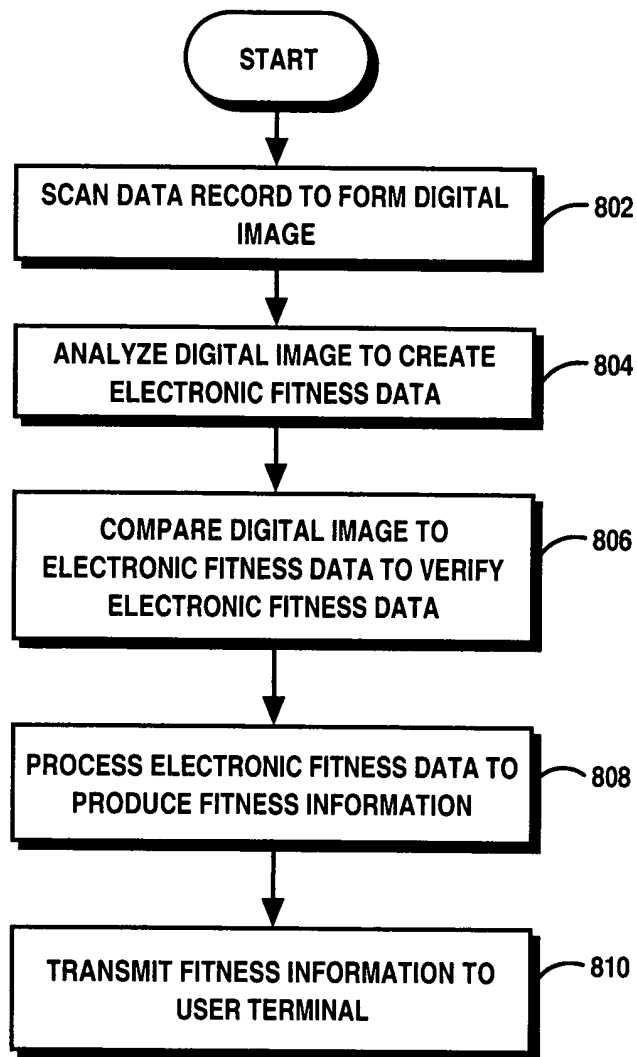 START
SCAN DATA RECORD TO FORM DIGITAL
IMAGE
802
ANALYZE DIGITAL IMAGE TO CREATE
ELECTRONIC FITNESS DATA
804
COMPARE DIGITAL IMAGE TO
ELECTRONIC FITNESS DATA TO VERIFY
ELECTRONIC FITNESS DATA
806
PROCESS ELECTRONIC FITNESS DATA TO
PRODUCE FITNESS INFORMATION
808
TRANSMIT FITNESS INFORMATION TO
USER TERMINAL
810